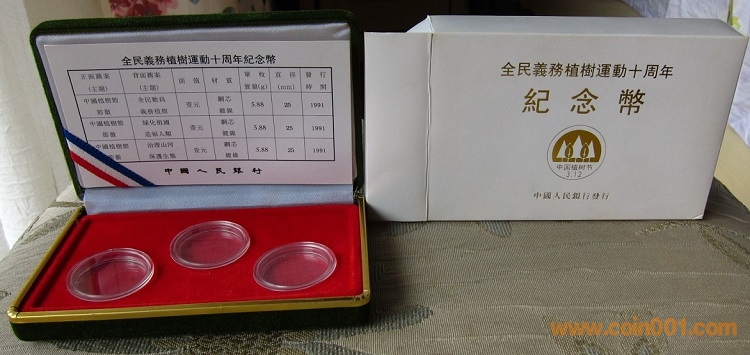 全民義務植樹運動十周年紀念幣
正面圖案 背面圖案 面值 材質 單枚 直徑 發行
(主題) (主題) 重量(g) (mm) 時間
中國植樹節 全民動員 壹元 鋼芯 5.88 25 1991
節徽 義務植樹 鍍鎳
中國植樹節 綠化祖國 壹元 鋼芯 5.88 25 1991
節徽 造福人類 鍍鎳
中國植樹節 治理山河 壹元 鋼芯 5.88 25 1991
節徽 保護生態 鍍鎳
中國人民銀行
全民義務植樹運動十周年
紀念幣
中国植树节
3.12
中國人民銀行發行
www.coin001.com